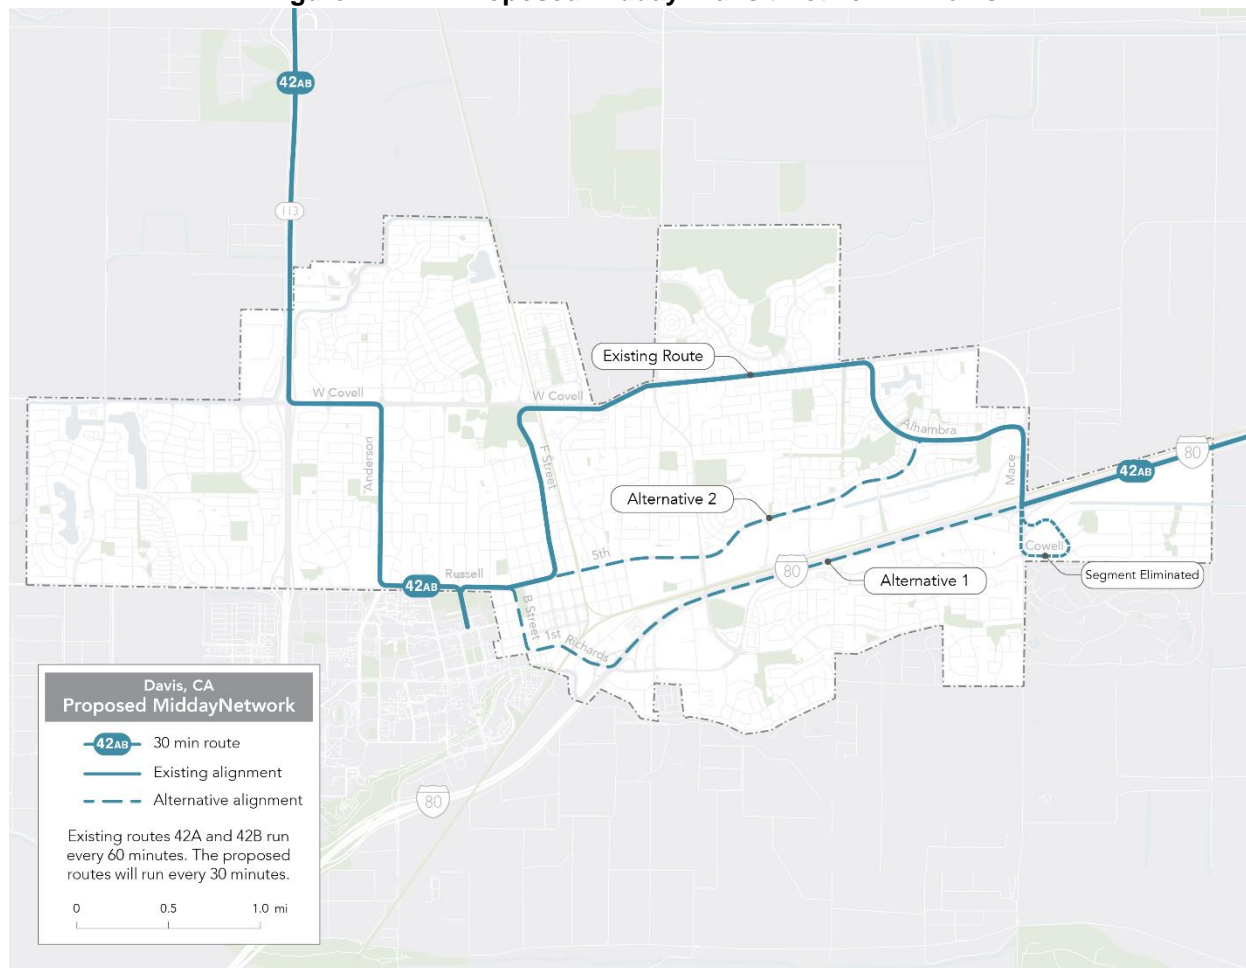 42AB
113
Existing Route
W Covell
W Covell
Alhambra
Anderson
F Street
Mace
80
42AB
Alternative 2
5th
Cowell
Russell
80
Alternative 1
Segment Eliminated
42AB
B Street
1st
Richards
Davis, CA
Proposed MiddayNetwork
42AB 30 min route
Existing alignment
Alternative alignment
80
Existing routes 42A and 42B run
every 60 minutes. The proposed
routes will run every 30 minutes.
0 0.5 1.0 mi